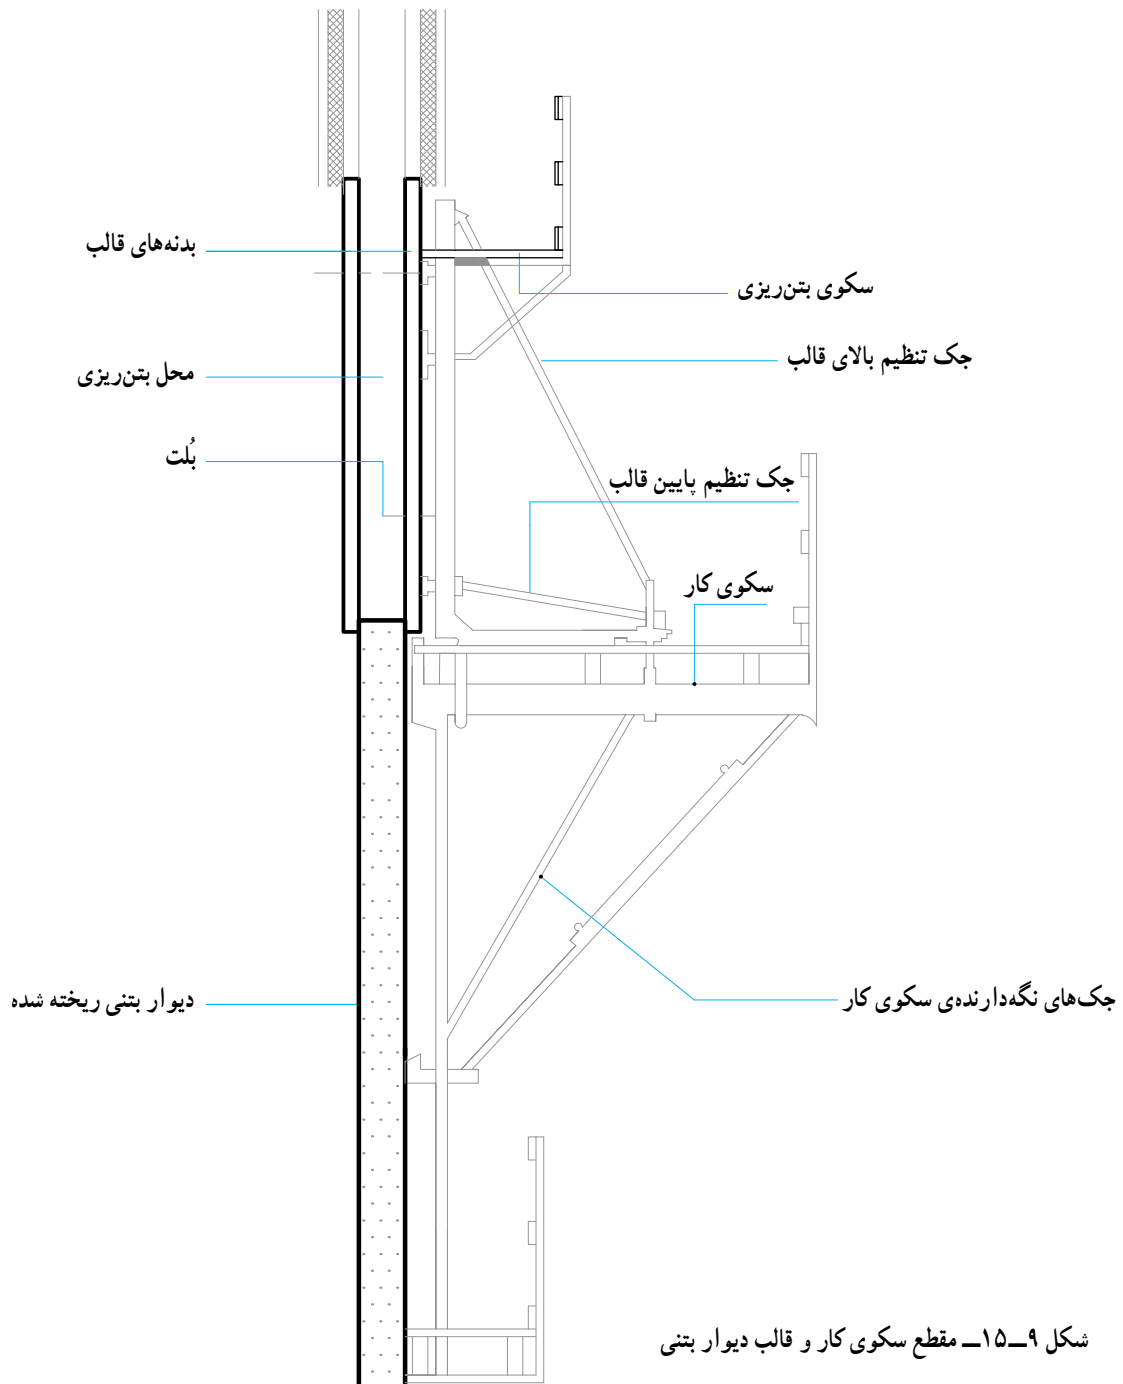 بدنه‌های قالب
سکوی بتن‌ریزی
جک تنظیم بالای قالب
محل بتن‌ریزی
بُلت
جک تنظیم پایین قالب
سکوی کار
دیوار بتنی ریخته شده
جک‌های نگه‌دارنده‌ی سکوی کار
شکل ۹ــ۱۵ــ مقطع سکوی کار و قالب دیوار بتنی